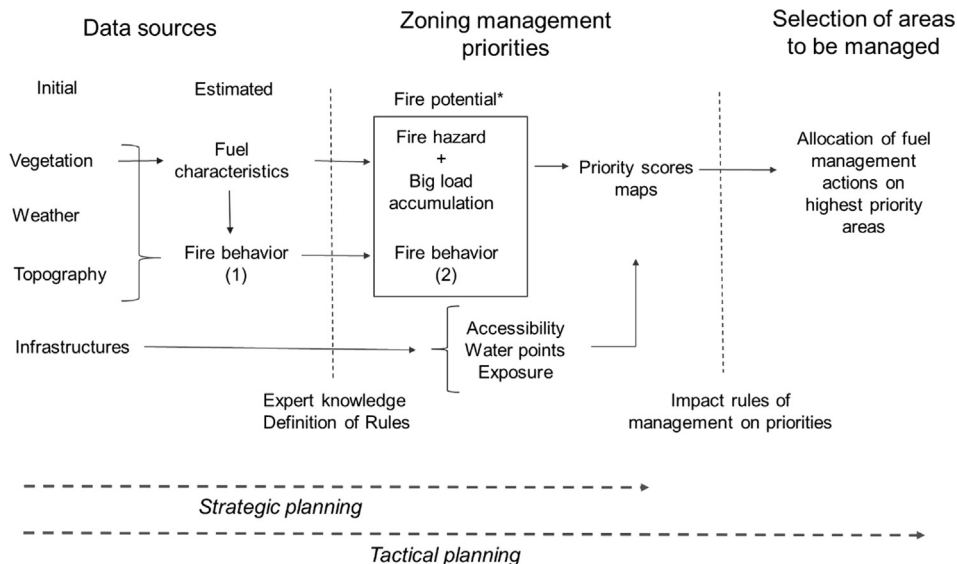 Data sources
Zoning management
priorities
Selection of areas
to be managed
Initial
Estimated
Fire potential*
Vegetation
Weather
Topography
Infrastructures
Fuel
characteristics
Fire behavior
(1)
Fire hazard
+
Big load
accumulation
Fire behavior
(2)
Accessibility
Water points
Exposure
Priority scores
maps
Allocation of fuel
management
actions on
highest priority
areas
Expert knowledge
Definition of Rules
Impact rules of
management on priorities
Strategic planning
Tactical planning